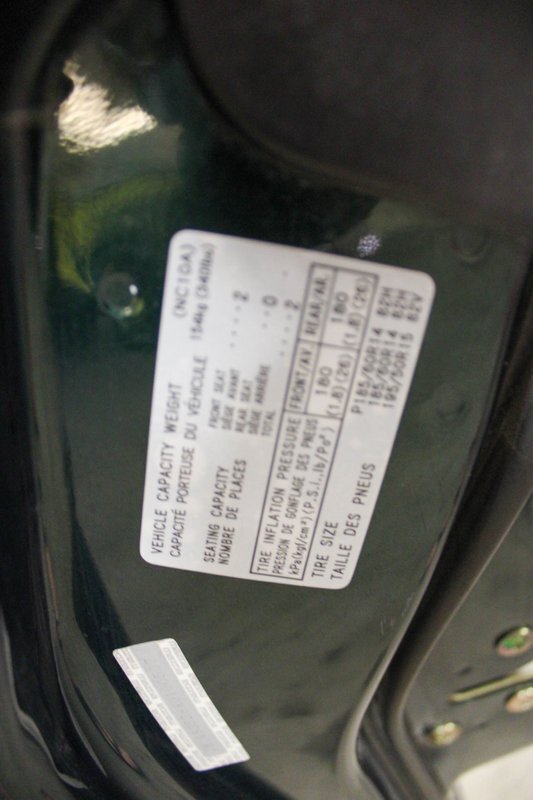 VEHICLE CAPACITY WEIGHT (NC10A)
CAPACITÉ PORTEUSE DU VÉHICULE 154kg (340lbs)
SEATING CAPACITY FRONT SEAT
NOMBRE DE PLACES SIÈGE AVANT ....2
REAR SEAT
SIÈGE ARRIÈRE ....0
TOTAL ....2
TIRE INFLATION PRESSURE FRONT/AV REAR/AR.
PRESSION DE GONFLAGE DES PNEUS 180 180
kPa(kgf/cm²)(P.S.I.,lb/Po²) (1.8)(26) (1.8)(26)
TIRE SIZE P185/60R14 82H
TAILLE DES PNEUS 185/60R14 82H
195/50R15 82V